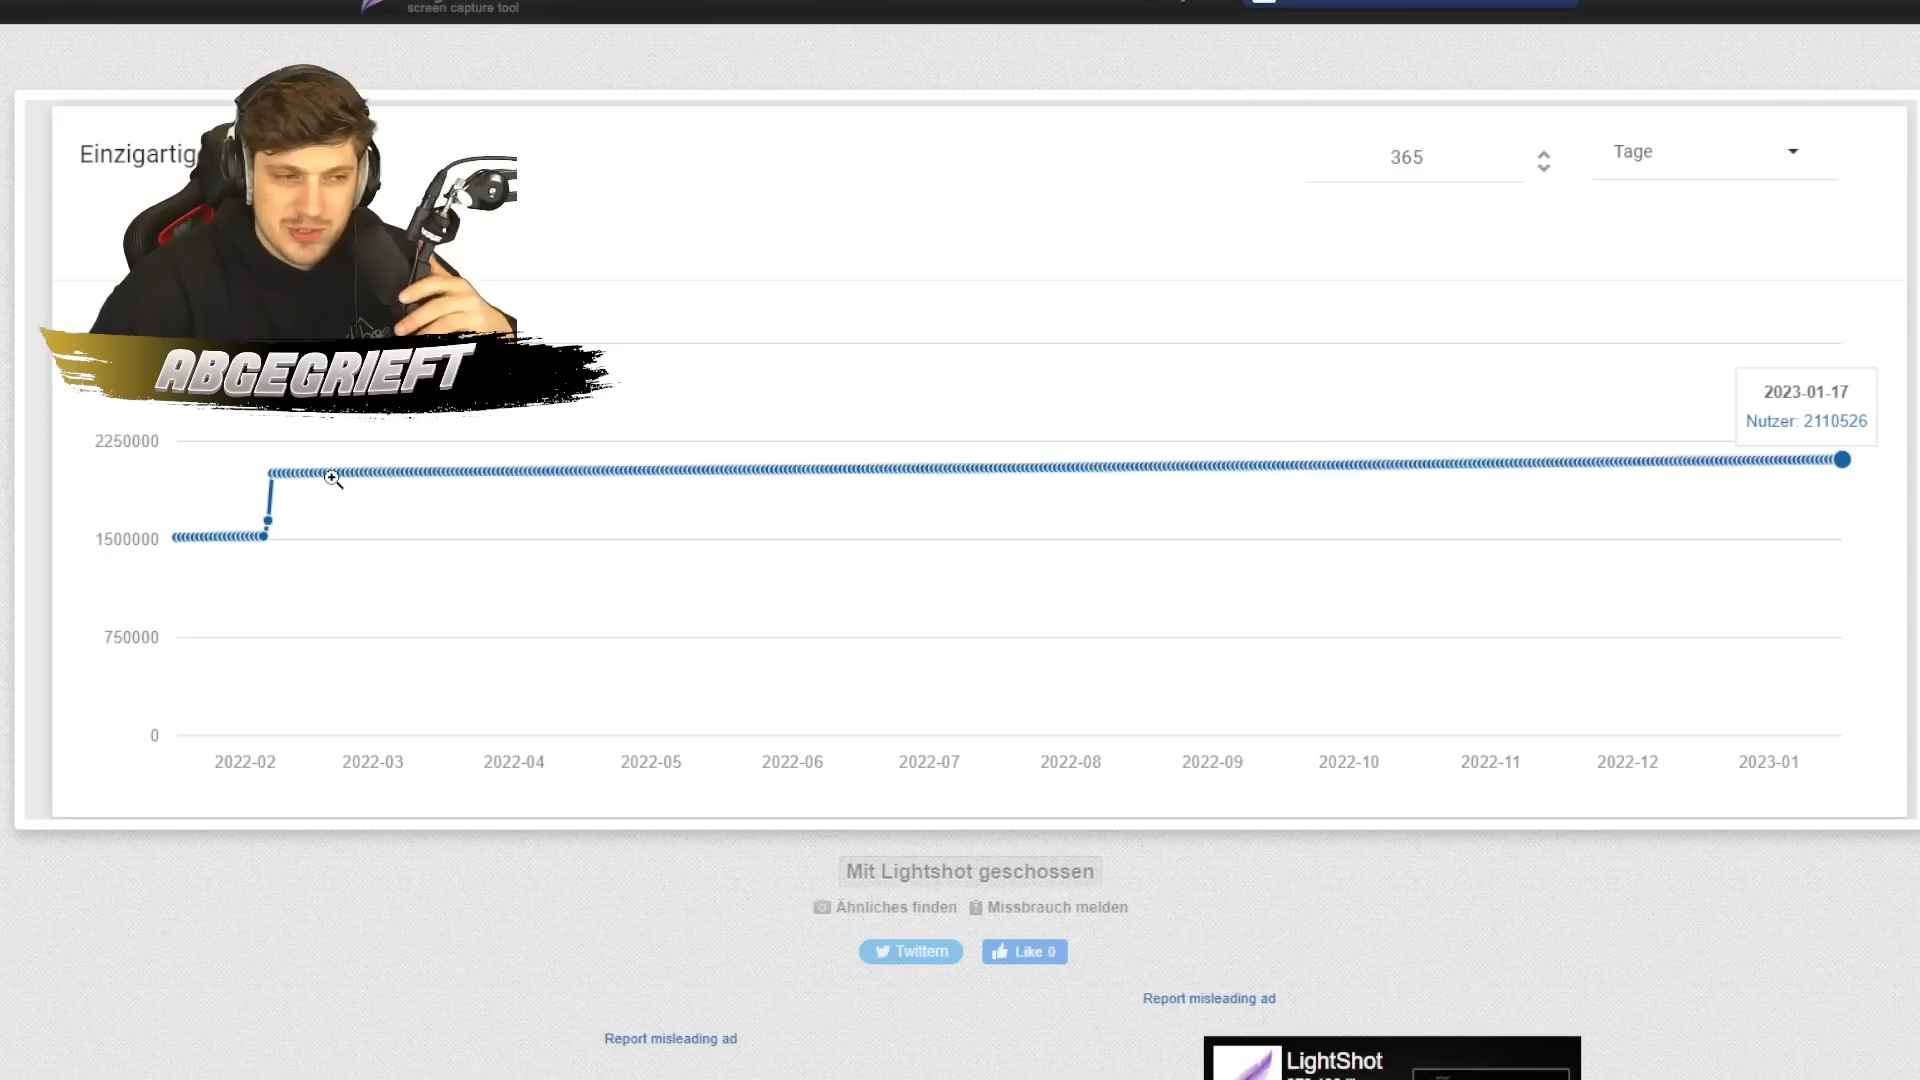 screen capture tool
Einzigartig
365
Tage
ABGEGRIEFT
2023-01-17
Nutzer: 2110526
2250000
1500000
750000
0
2022-02 2022-03 2022-04 2022-05 2022-06 2022-07 2022-08 2022-09 2022-10 2022-11 2022-12 2023-01
Mit Lightshot geschossen
Ähnliches finden Missbrauch melden
Twittern Like 0
Report misleading ad
Report misleading ad
LightShot